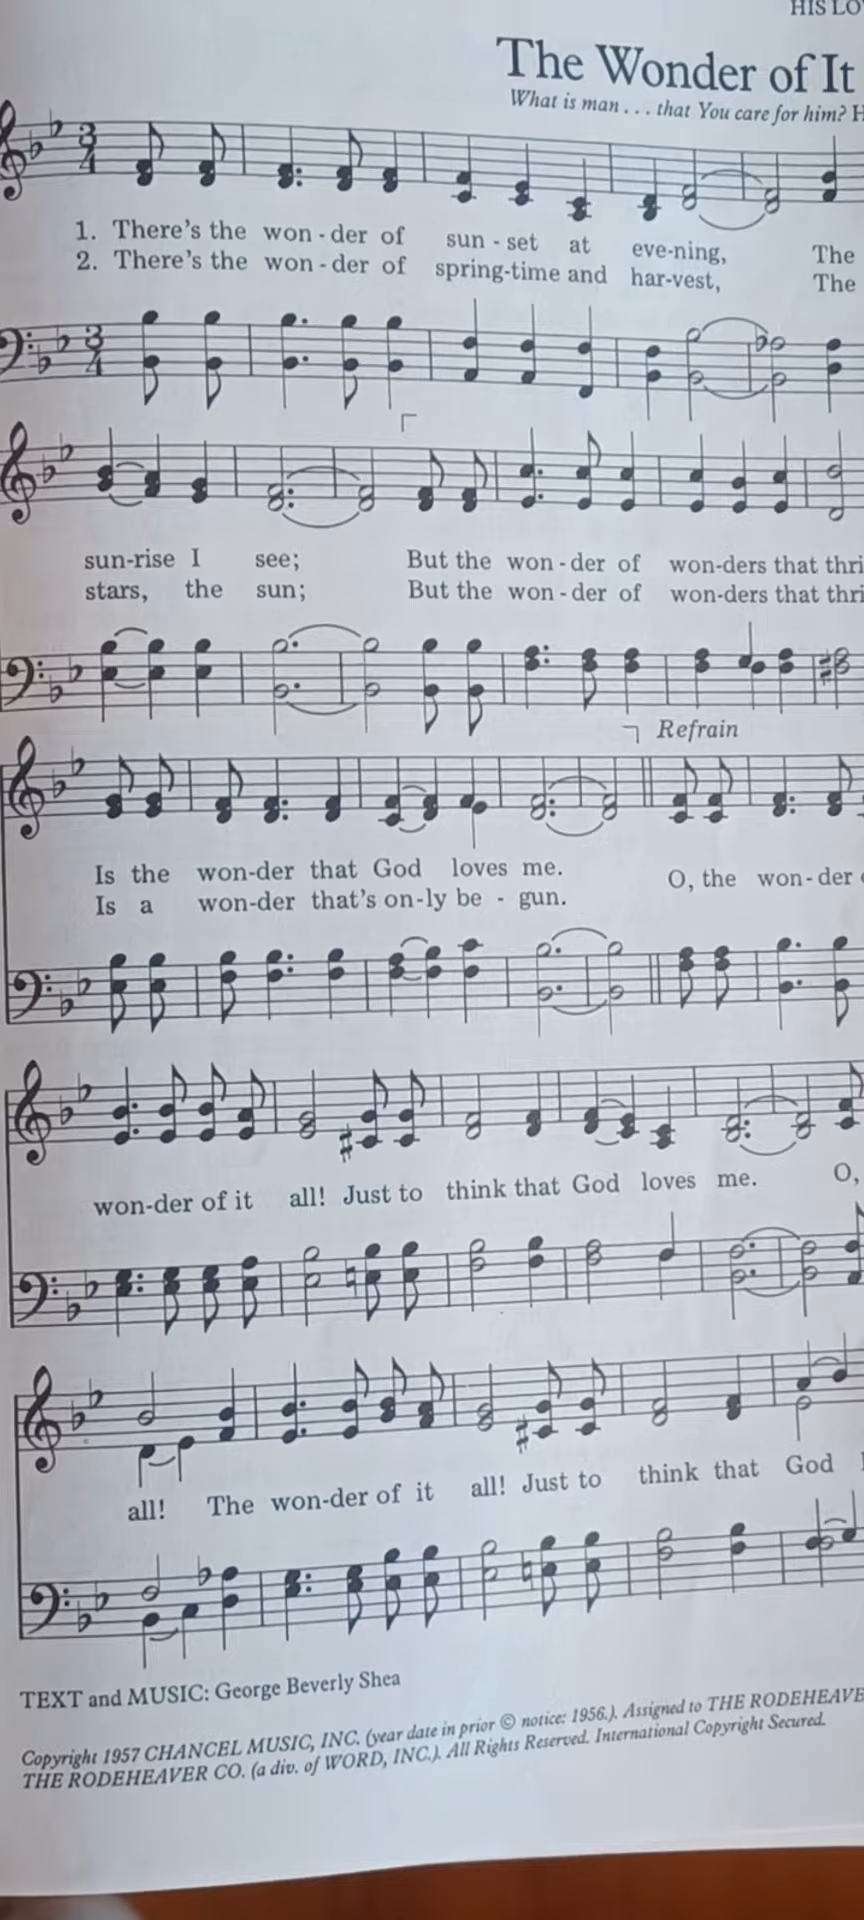 HIS LO
The Wonder of It
What is man . . . that You care for him? H
3
4
1. There's the won - der of sun - set at eve-ning, The
2. There's the won - der of spring-time and har-vest, The
3
4
sun-rise I see; But the won - der of won-ders that thri
stars, the sun; But the won - der of won-ders that thri
Refrain
Is the won-der that God loves me. O, the won - der
Is a won-der that's on-ly be - gun.
won-der of it all! Just to think that God loves me. O,
all! The won-der of it all! Just to think that God
TEXT and MUSIC: George Beverly Shea
Copyright 1957 CHANCEL MUSIC, INC. (year date in prior © notice: 1956.). Assigned to THE RODEHEAVE
THE RODEHEAVER CO. (a div. of WORD, INC.). All Rights Reserved. International Copyright Secured.